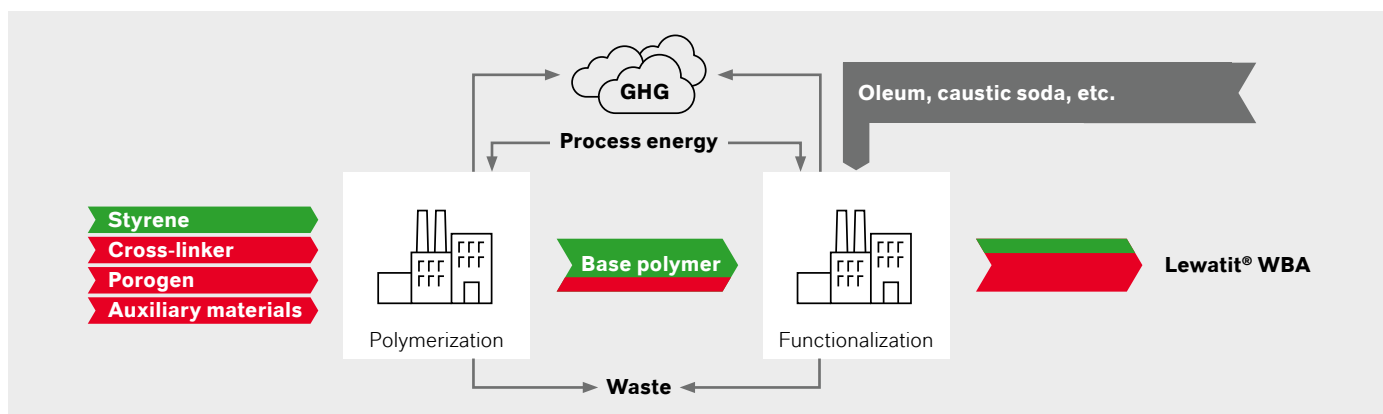 GHG
Oleum, caustic soda, etc.
Process energy
Styrene
Cross-linker
Porogen
Auxiliary materials
Base polymer
Lewatit® WBA
Polymerization
Functionalization
Waste